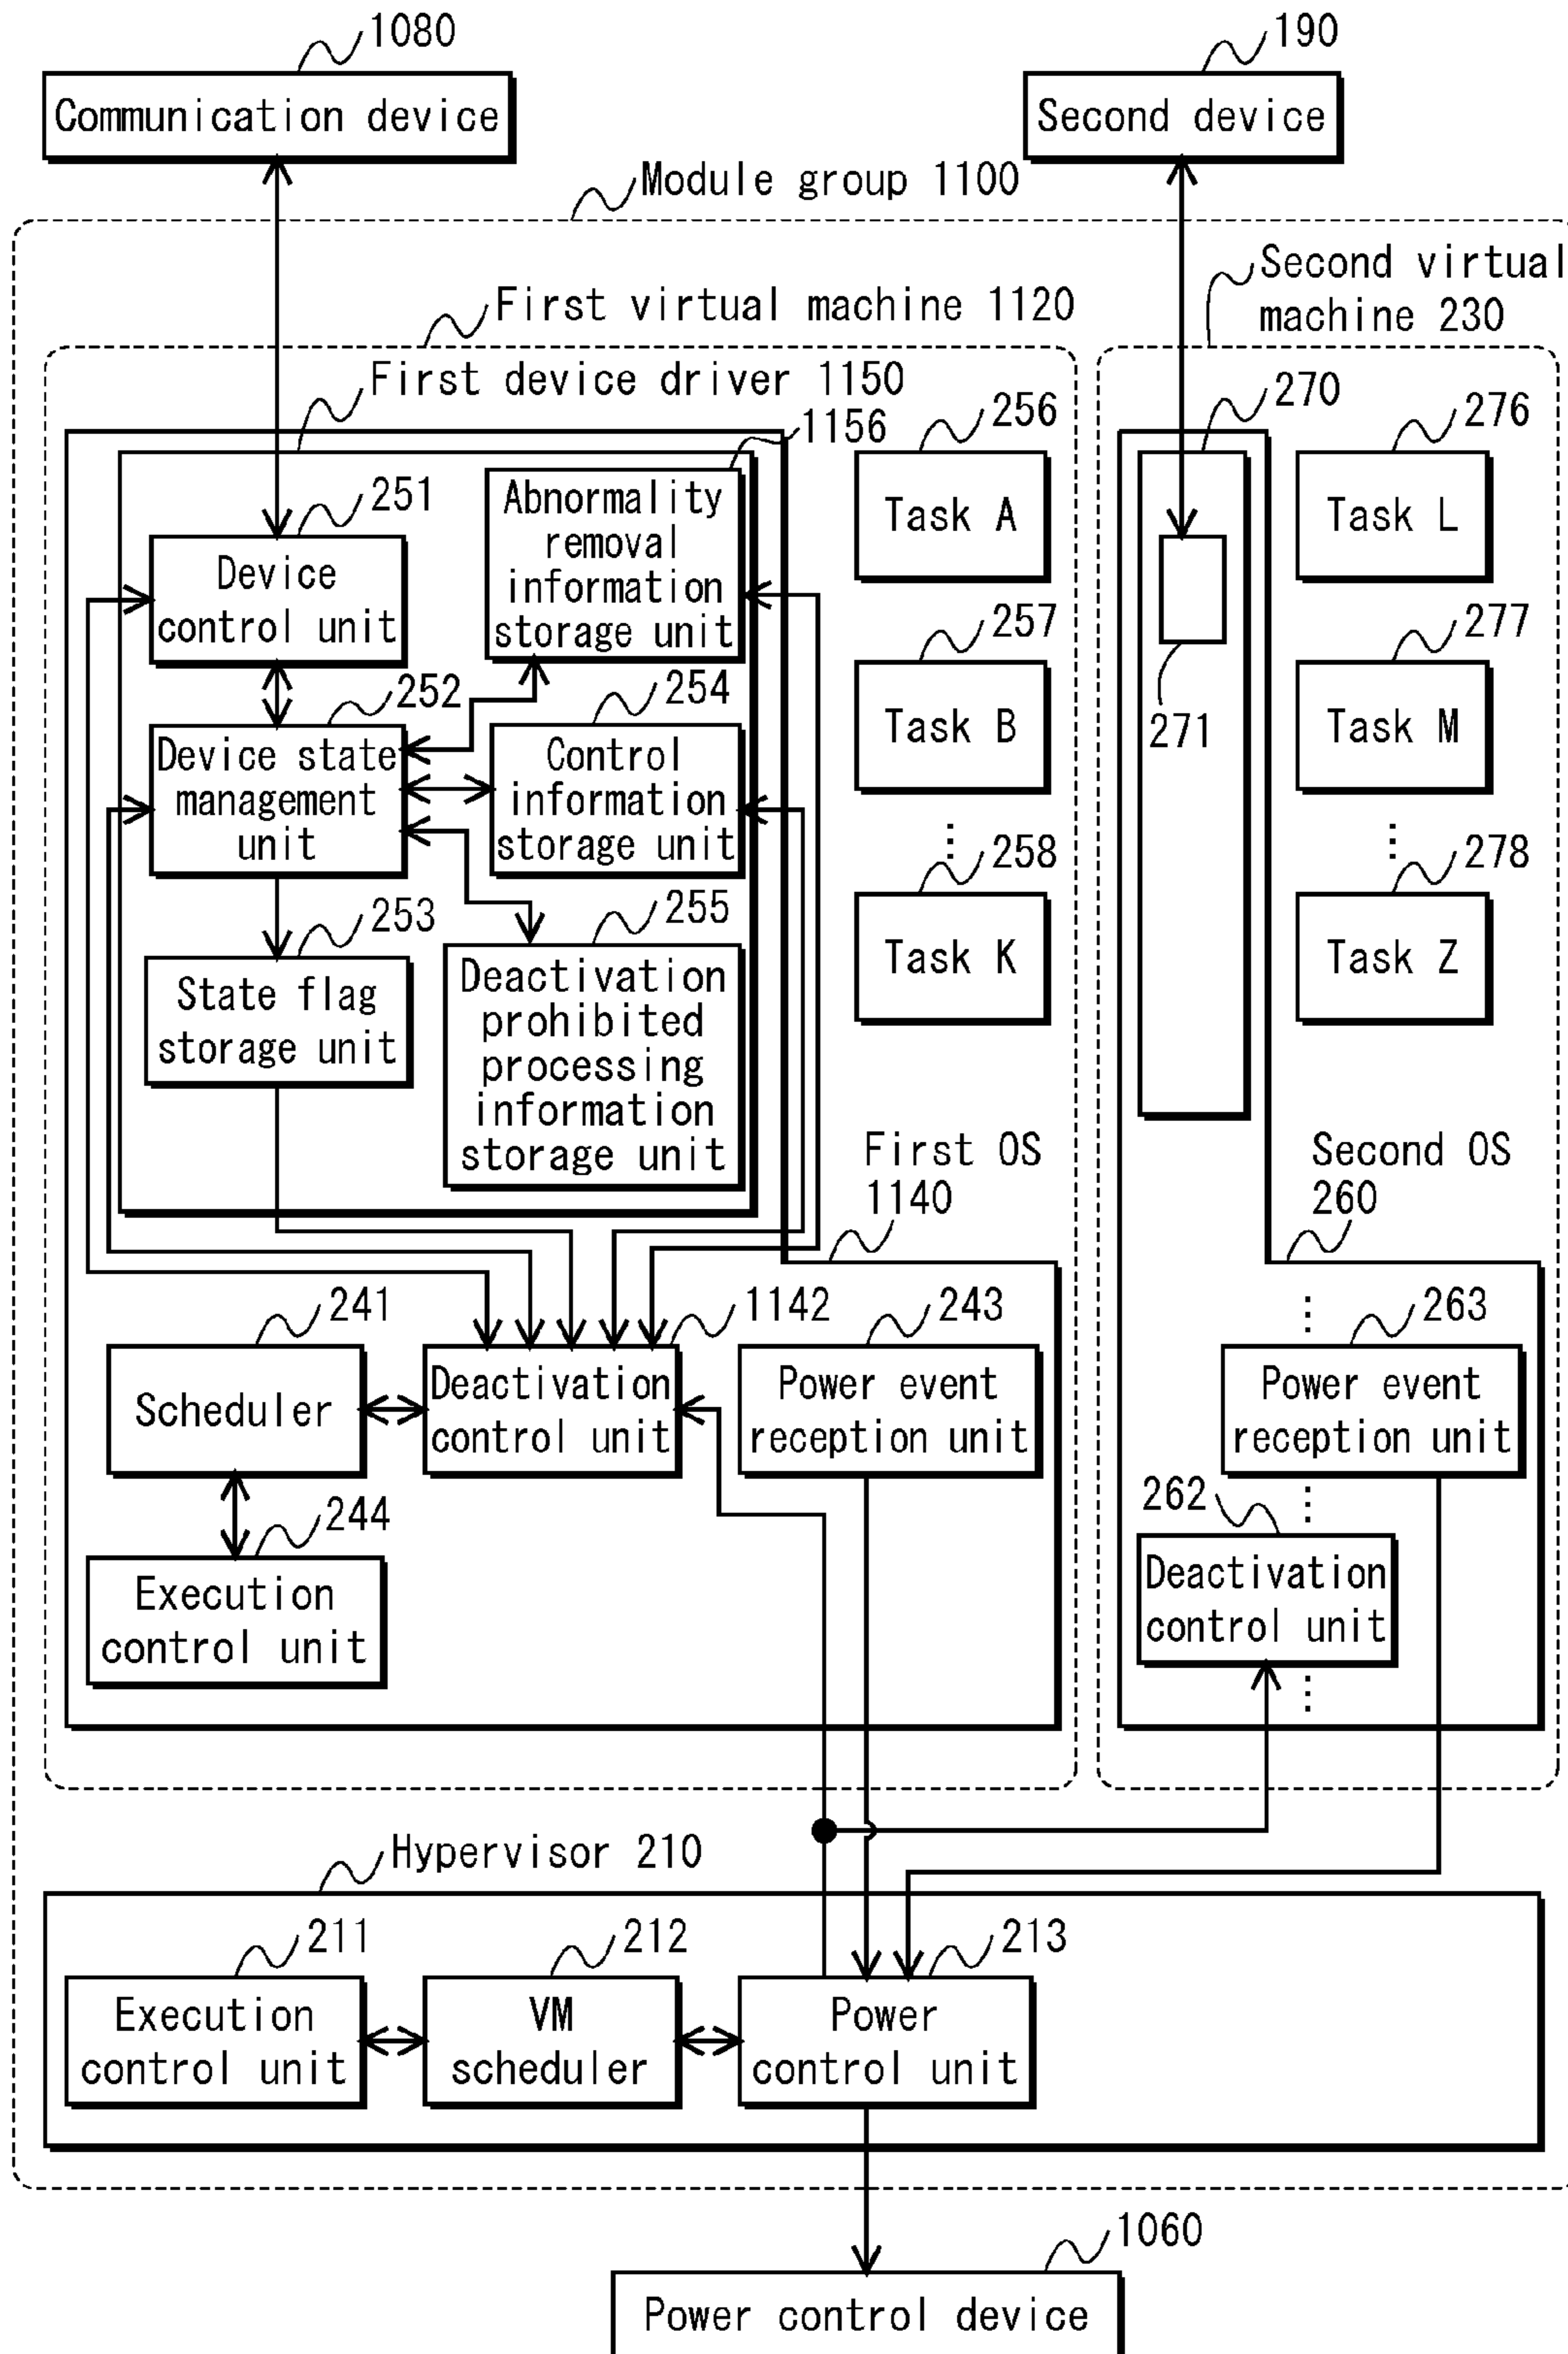 1080
190
Communication device
Second device
Module group 1100
Second virtual
machine 230
First virtual machine 1120
First device driver 1150
1156
256
270
276
251
Abnormality
removal
information
storage unit
Task A
Task L
Device
control unit
257
277
252
254
Task B
271
Task M
Device state
management
unit
Control
information
storage unit
⋮
258
⋮
278
253
255
Task K
Task Z
State flag
storage unit
Deactivation
prohibited
processing
information
storage unit
First OS
1140
Second OS
260
241
1142
243
⋮
263
Scheduler
Deactivation
control unit
Power event
reception unit
Power event
reception unit
244
262
⋮
Execution
control unit
Deactivation
control unit
⋮
Hypervisor 210
211
212
213
Execution
control unit
VM
scheduler
Power
control unit
1060
Power control device